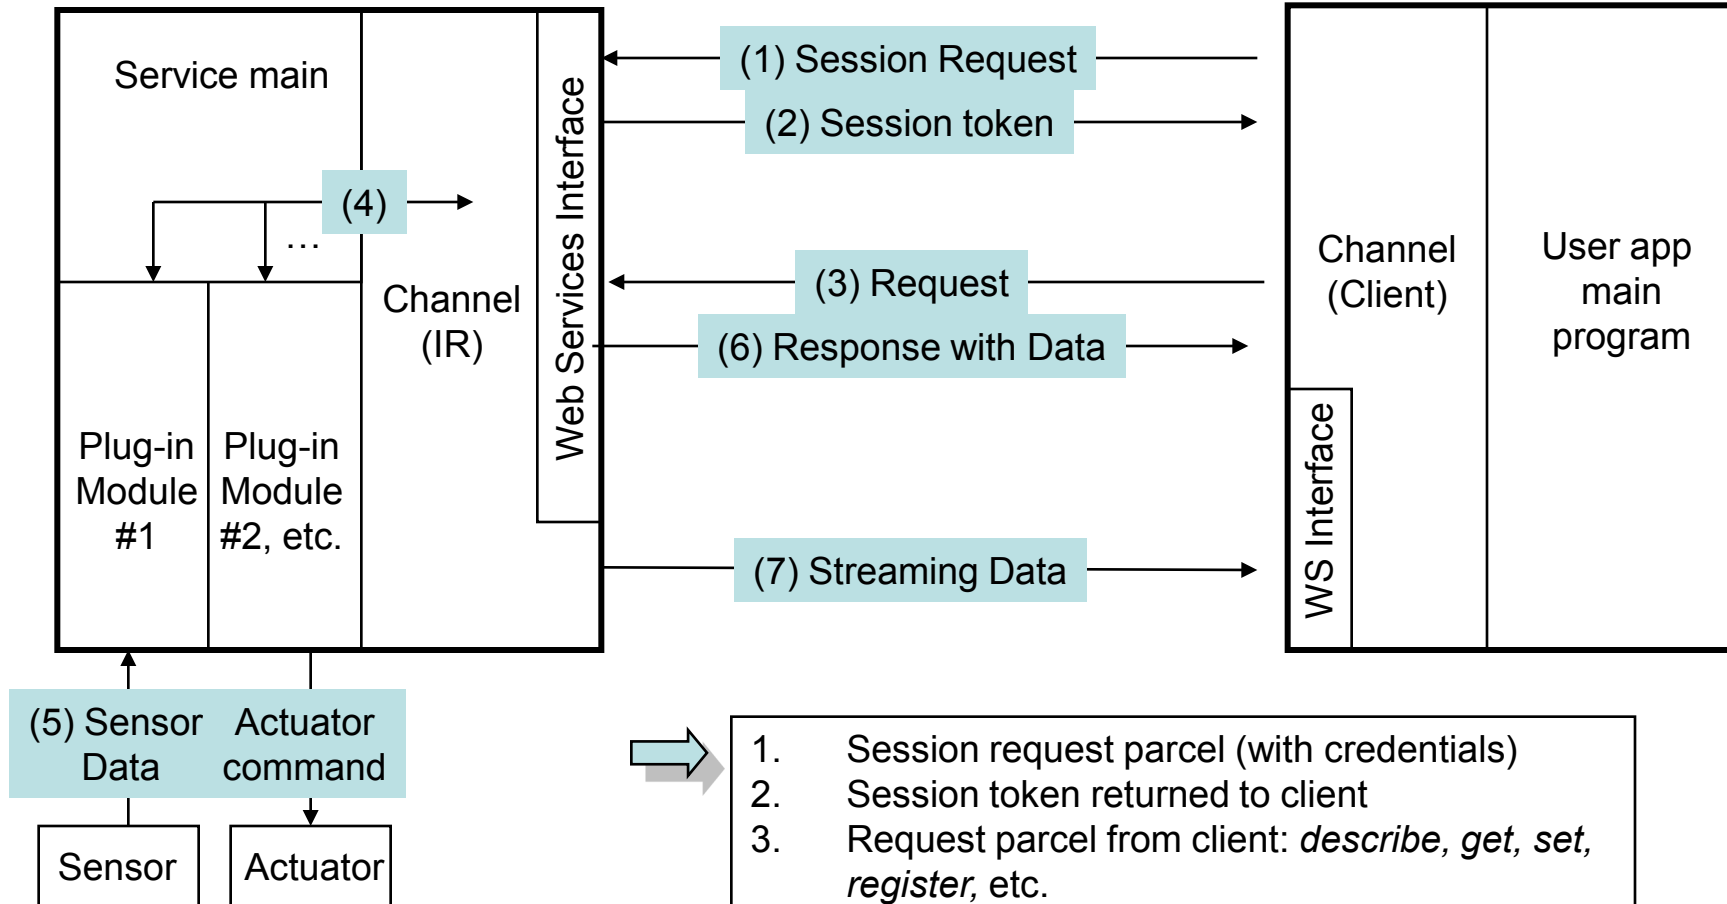 Service main
(4)
…
Channel
(IR)
Web Services Interface
Plug-in
Module
#1
Plug-in
Module
#2, etc.
(1) Session Request
(2) Session token
(3) Request
(6) Response with Data
(7) Streaming Data
Channel
(Client)
WS Interface
User app
main
program
(5) Sensor
Data
Actuator
command
Sensor
Actuator
1. Session request parcel (with credentials)
2. Session token returned to client
3. Request parcel from client: describe, get, set,
register, etc.